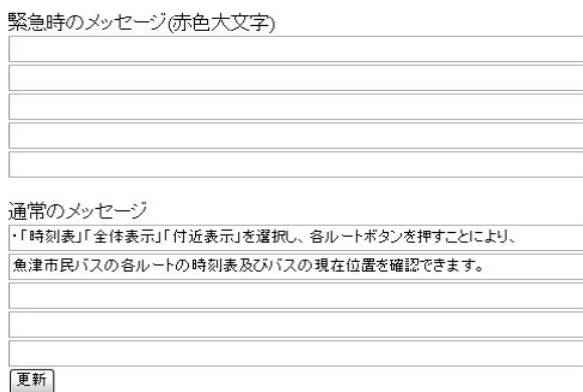 緊急時のメッセージ(赤色大文字)
通常のメッセージ
・「時刻表」「全体表示」「付近表示」を選択し、各ルートボタンを押すことにより、
魚津市民バスの各ルートの時刻表及びバスの現在位置を確認できます。
更新